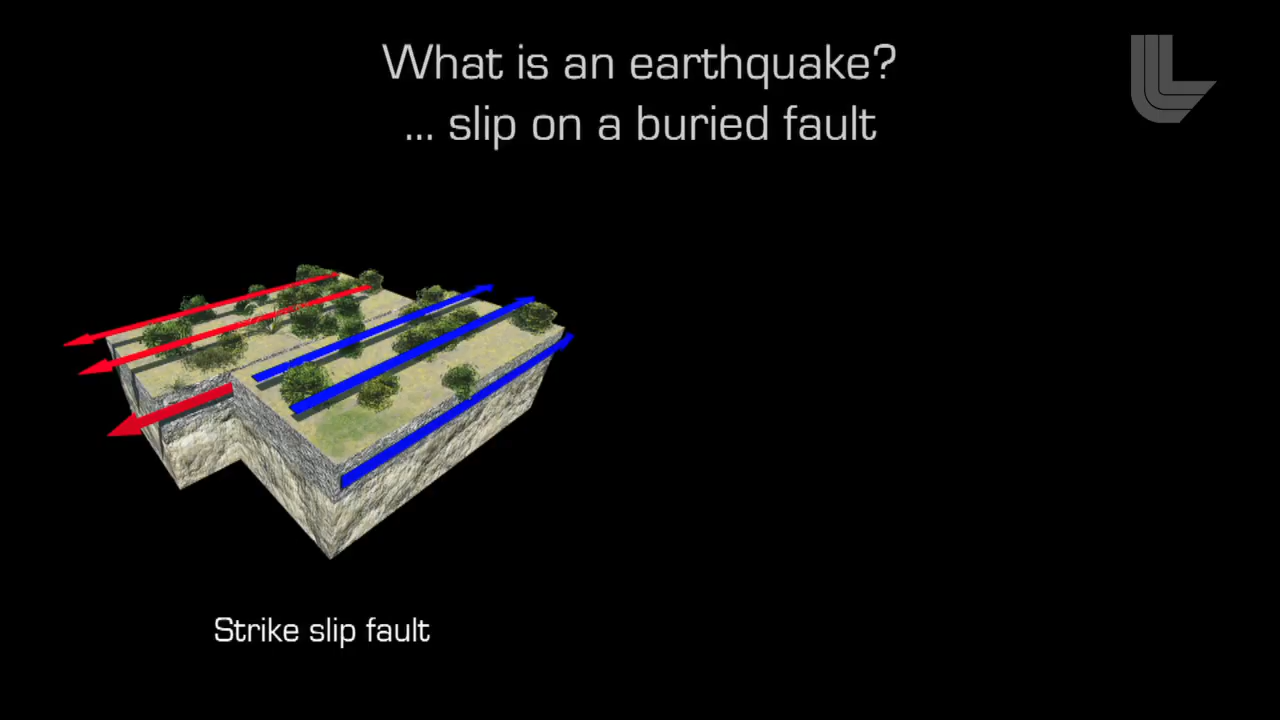 What is an earthquake?
... slip on a buried fault
Strike slip fault